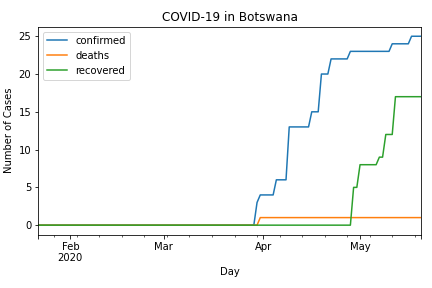 COVID-19 in Botswana
confirmed
deaths
recovered
Number of Cases
25
20
15
10
5
0
Feb
2020
Mar
Apr
May
Day